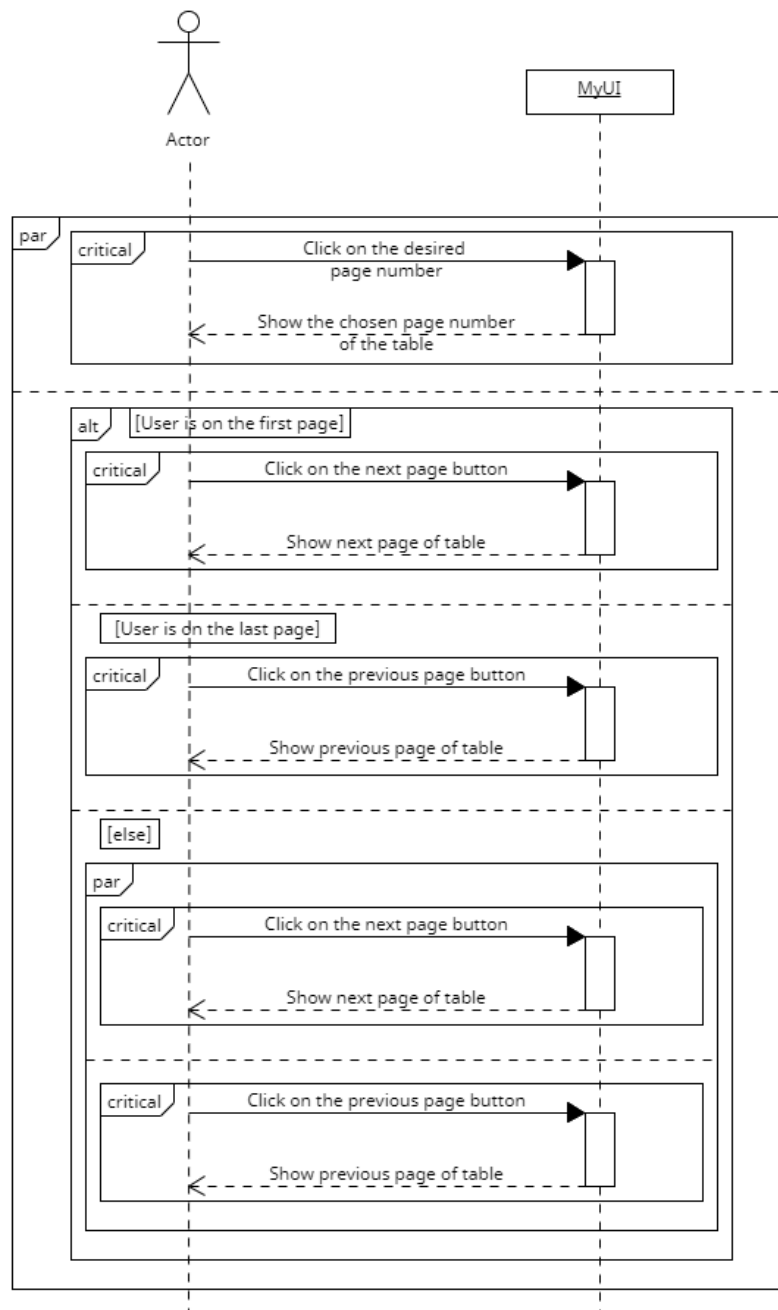 MyUI
Actor
par
critical
Click on the desired
page number
Show the chosen page number
of the table
alt
[User is on the first page]
critical
Click on the next page button
Show next page of table
[User is on the last page]
critical
Click on the previous page button
Show previous page of table
[else]
par
critical
Click on the next page button
Show next page of table
critical
Click on the previous page button
Show previous page of table